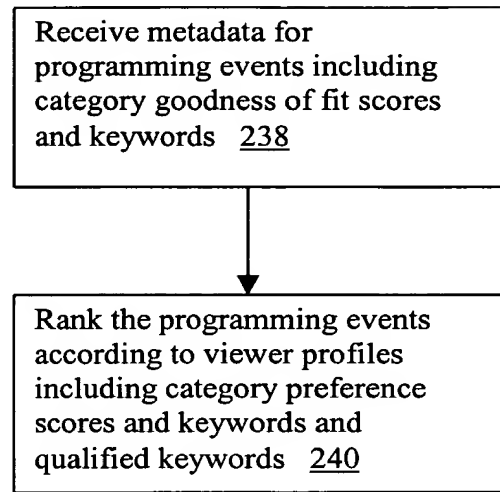 Receive metadata for
programming events including
category goodness of fit scores
and keywords 238
Rank the programming events
according to viewer profiles
including category preference
scores and keywords and
qualified keywords 240